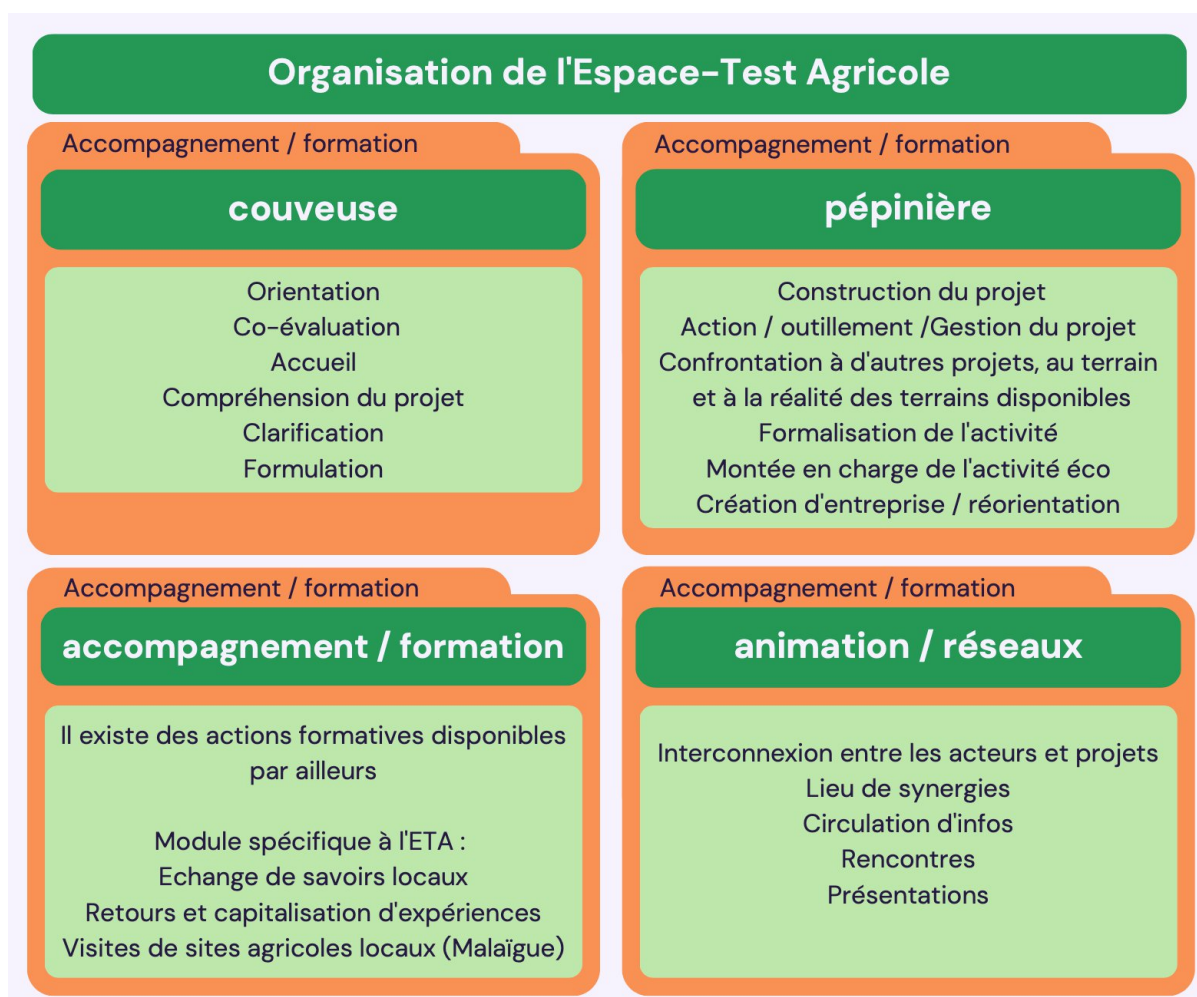 Organisation de l'Espace-Test Agricole
Accompagnement / formation
couveuse
Orientation
Co-évaluation
Accueil
Compréhension du projet
Clarification
Formulation
Accompagnement / formation
pépinière
Construction du projet
Action / outillement /Gestion du projet
Confrontation à d'autres projets, au terrain
et à la réalité des terrains disponibles
Formalisation de l'activité
Montée en charge de l'activité éco
Création d'entreprise / réorientation
Accompagnement / formation
accompagnement / formation
Il existe des actions formatives disponibles
par ailleurs
Module spécifique à l'ETA :
Echange de savoirs locaux
Retours et capitalisation d'expériences
Visites de sites agricoles locaux (Malaïgue)
Accompagnement / formation
animation / réseaux
Interconnexion entre les acteurs et projets
Lieu de synergies
Circulation d'infos
Rencontres
Présentations